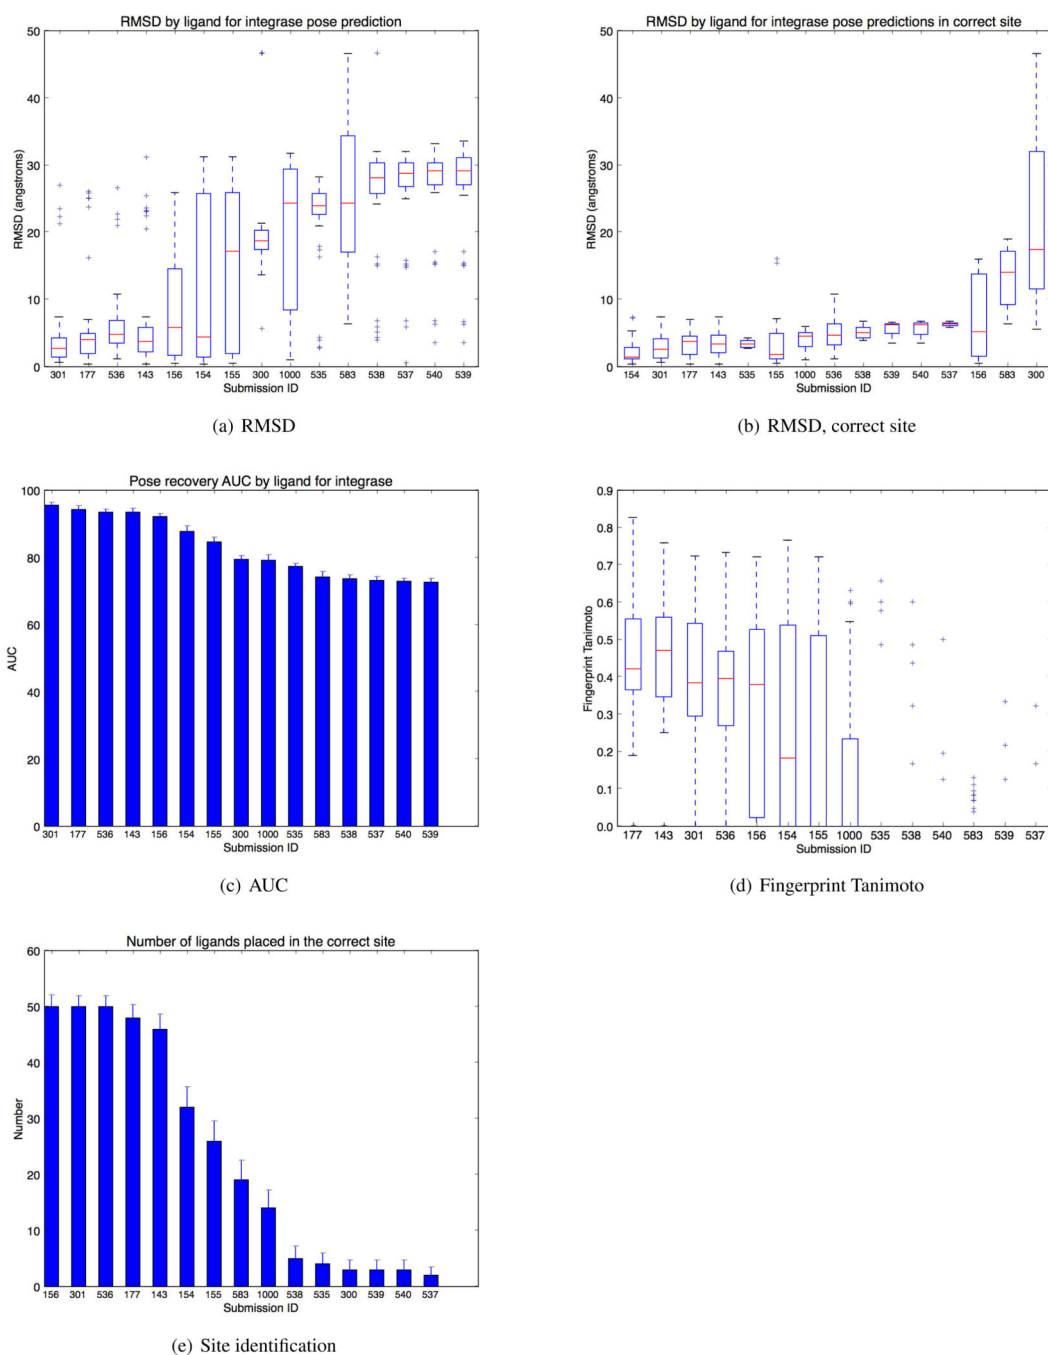 RMSD by ligand for integrase pose prediction
50
40
30
20
10
0
RMSD (angstroms)
301 177 536 143 156 154 155 300 1000 535 583 538 537 540 539
Submission ID
(a) RMSD
RMSD by ligand for integrase pose predictions in correct site
50
40
30
20
10
0
RMSD (angstroms)
154 301 177 143 535 155 1000 536 538 539 540 537 156 583 300
Submission ID
(b) RMSD, correct site
Pose recovery AUC by ligand for integrase
100
80
60
40
20
0
AUC
301 177 536 143 156 154 155 300 1000 535 583 538 537 540 539
Submission ID
(c) AUC
0.9
0.8
0.7
0.6
0.5
0.4
0.3
0.2
0.1
0.0
Fingerprint Tanimoto
177 143 301 536 156 154 155 1000 535 538 540 583 539 537
Submission ID
(d) Fingerprint Tanimoto
Number of ligands placed in the correct site
60
50
40
30
20
10
0
Number
156 301 536 177 143 154 155 583 1000 538 535 300 539 540 537
Submission ID
(e) Site identification